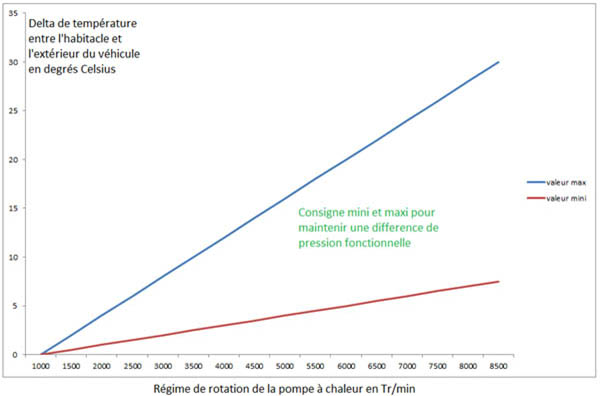 35
Delta de température
entre l'habitacle et
l'extérieur du véhicule
en degrés Celsius
30
25
20
valeur max
valeur mini
15
Consigne mini et maxi pour
maintenir une difference de
pression fonctionnelle
10
5
0
1000 1500 2000 2500 3000 3500 4000 4500 5000 5500 6000 6500 7000 7500 8000 8500
Régime de rotation de la pompe à chaleur en Tr/min